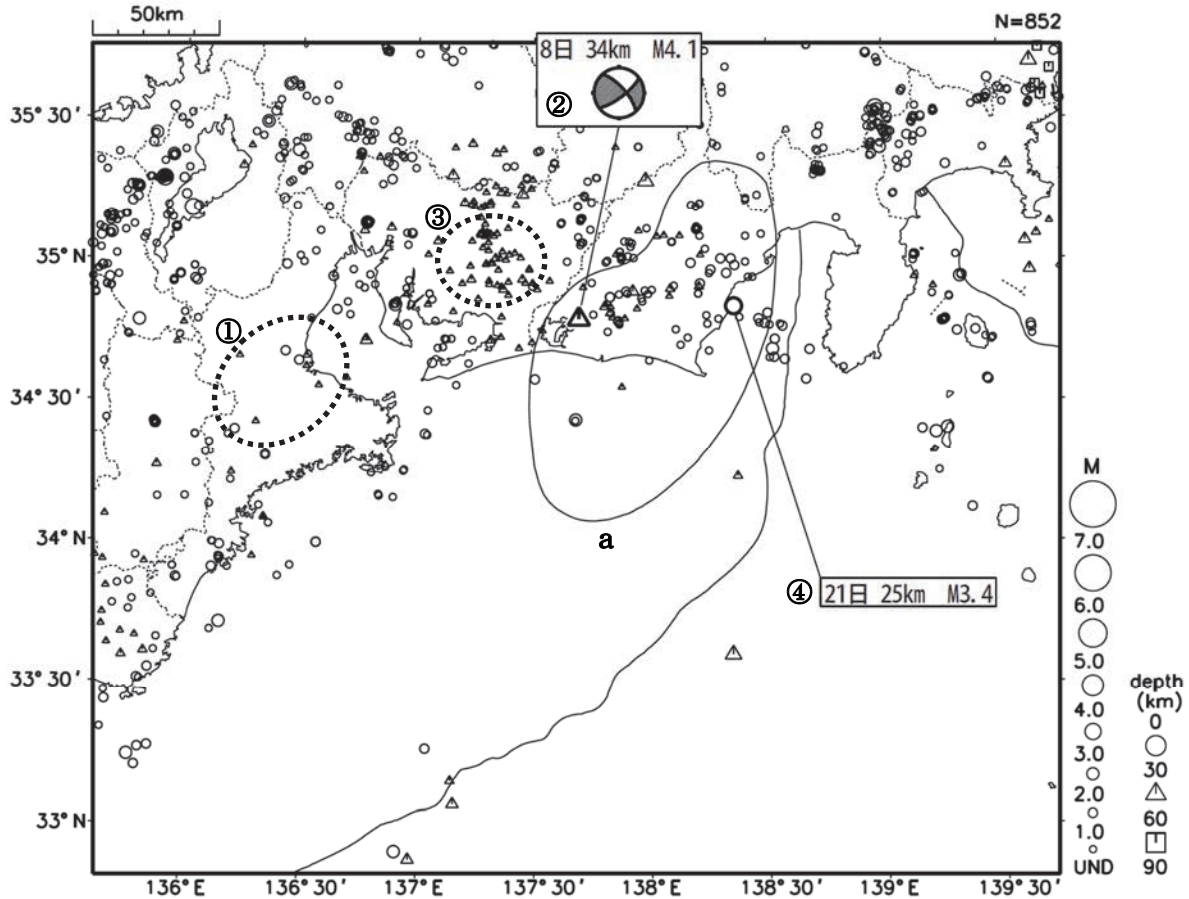 50km
N=852
8日 34km M4.1
②
35°30′
③
35°N
①
34°30′
a
34°N
④
21日 25km M3.4
33°30′
33°N
136°E
136°30′
137°E
137°30′
138°E
138°30′
139°E
139°30′
M
7.0
6.0
5.0
4.0
3.0
2.0
1.0
UND
depth
(km)
0
30
60
90